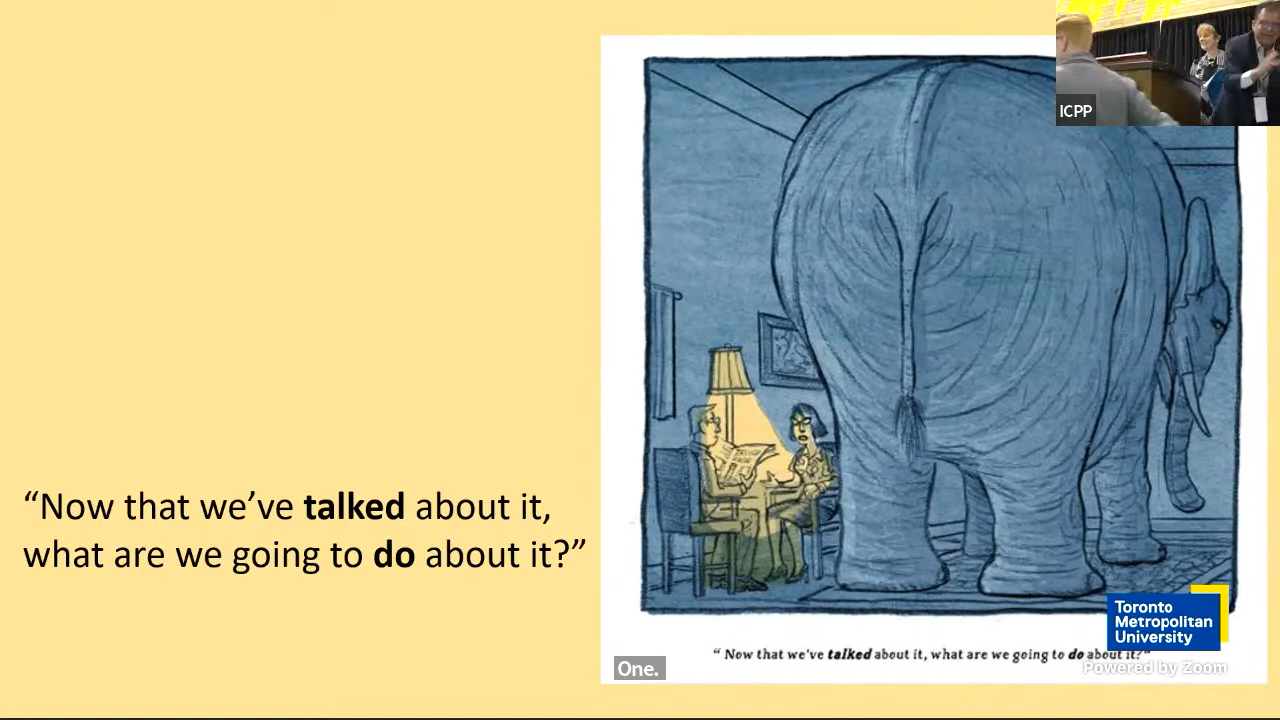 ICPP
“Now that we’ve talked about it,
what are we going to do about it?”
Toronto
Metropolitan
University
“ Now that we’ve talked about it, what are we going to do about it?”
One.
Powered by Zoom